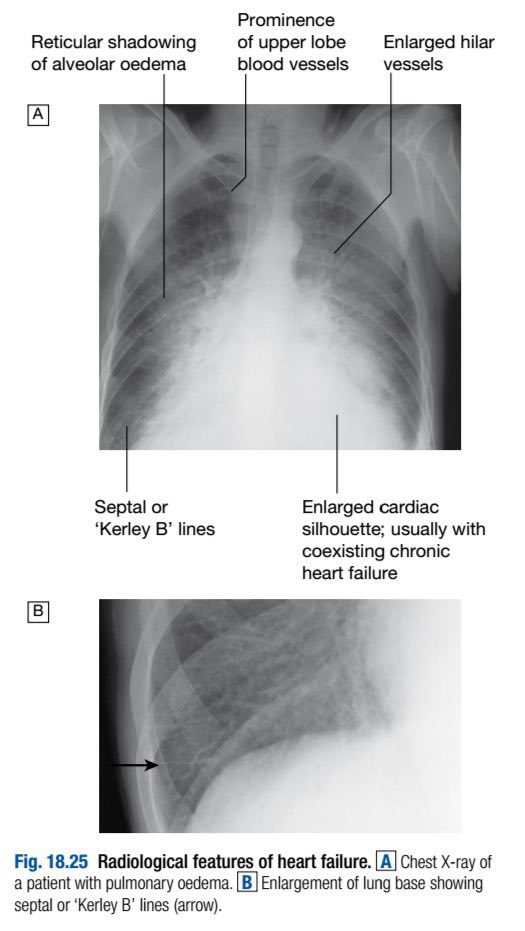 Reticular shadowing
of alveolar oedema
Prominence
of upper lobe
blood vessels
Enlarged hilar
vessels
A
Septal or
‘Kerley B’ lines
Enlarged cardiac
silhouette; usually with
coexisting chronic
heart failure
B
Fig. 18.25 Radiological features of heart failure. A Chest X-ray of
a patient with pulmonary oedema. B Enlargement of lung base showing
septal or ‘Kerley B’ lines (arrow).